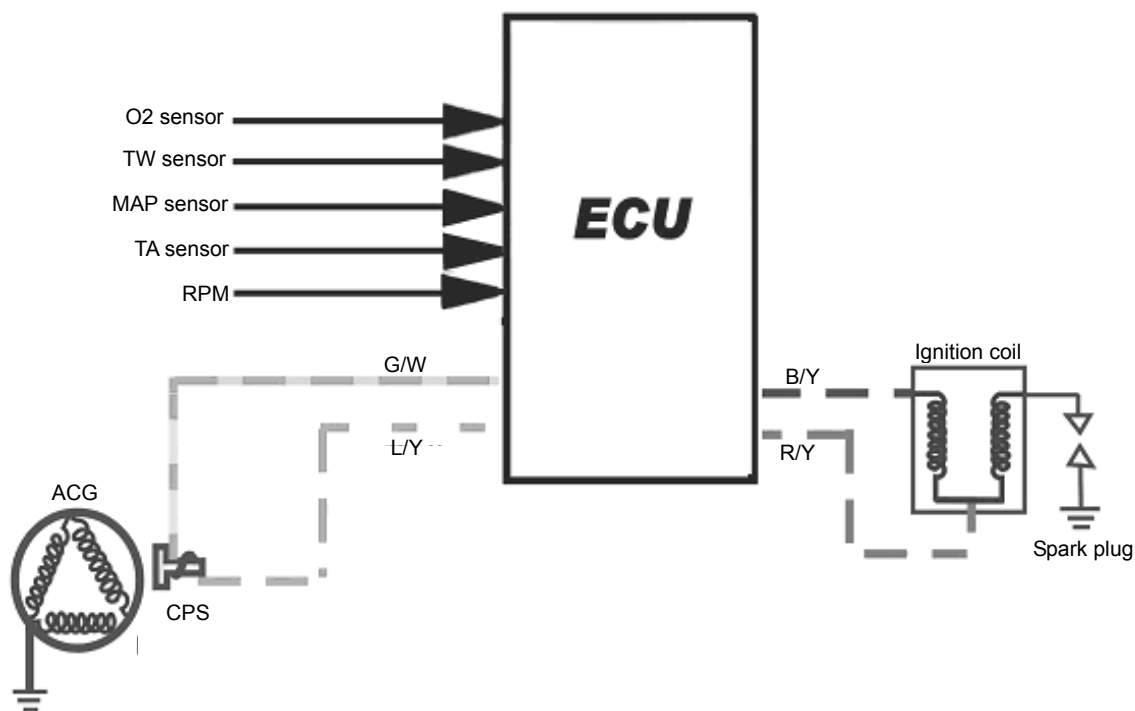 O2 sensor
TW sensor
MAP sensor
TA sensor
RPM
ECU
G/W
L/Y
B/Y
R/Y
Ignition coil
Spark plug
ACG
CPS